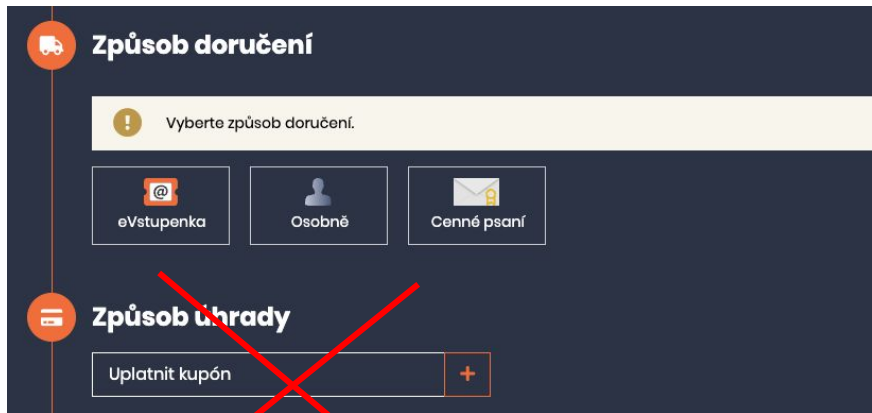 Způsob doručení
Vyberte způsob doručení.
eVstupenka
Osobně
Cenné psaní
Způsob úhrady
Uplatnit kupón